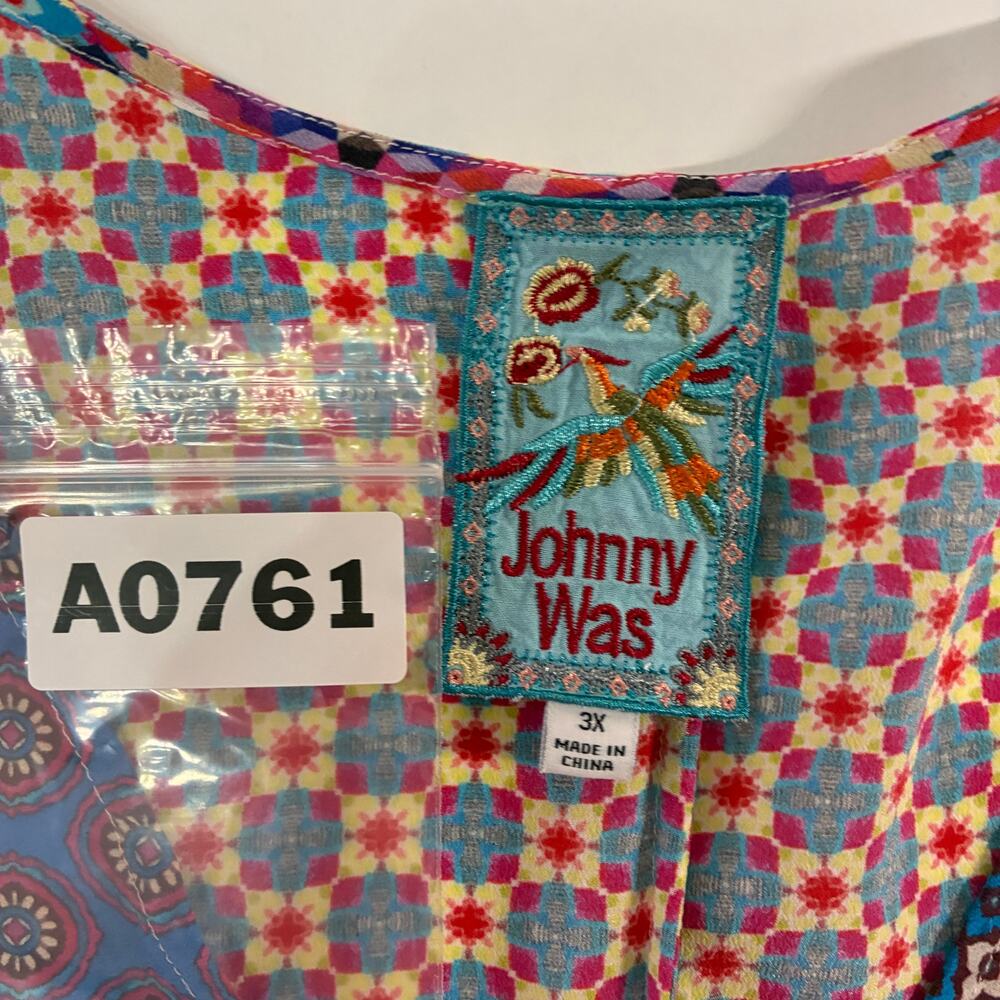 A0761
Johnny
Was
3X
MADE IN
CHINA